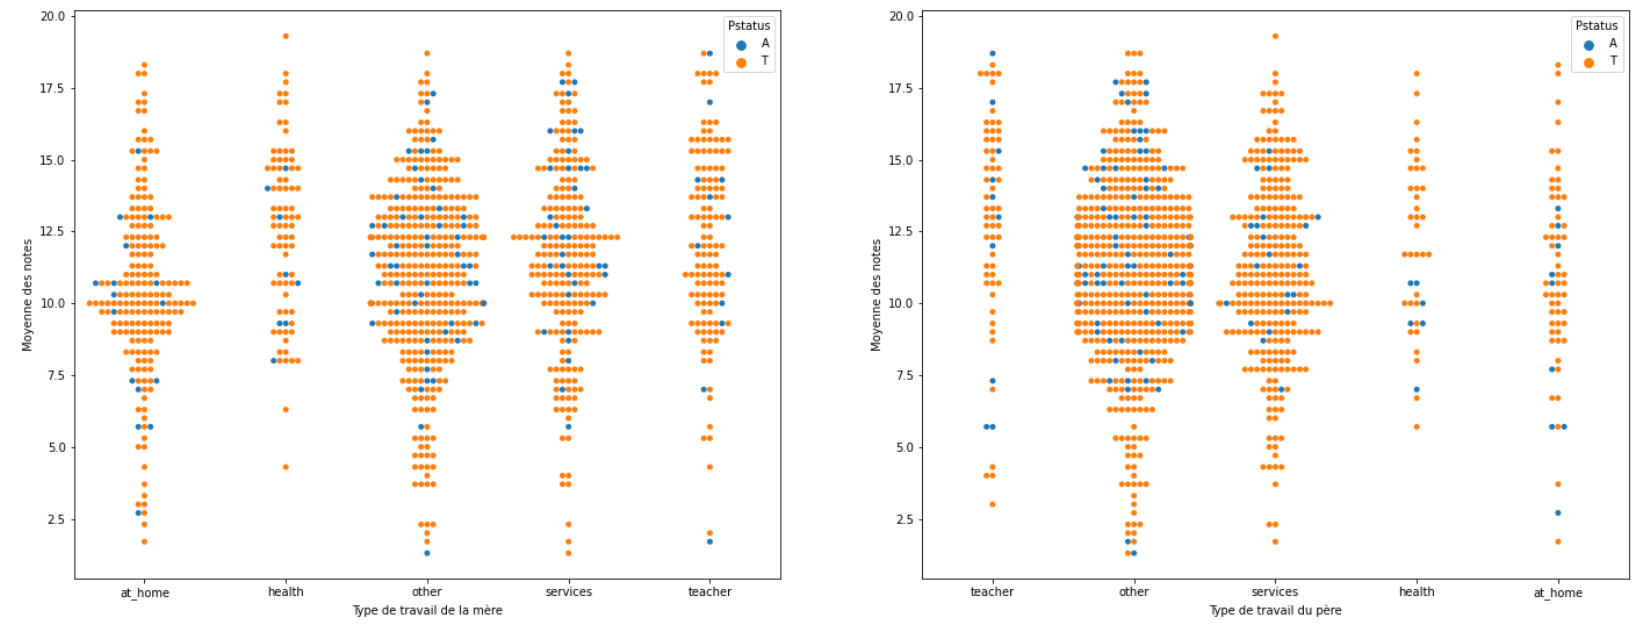 20.0
17.5
15.0
12.5
10.0
7.5
5.0
2.5
Moyenne des notes
at_home health other services teacher
Type de travail de la mère
Pstatus
A
T
20.0
17.5
15.0
12.5
10.0
7.5
5.0
2.5
Moyenne des notes
teacher other services health at_home
Type de travail du père
Pstatus
A
T